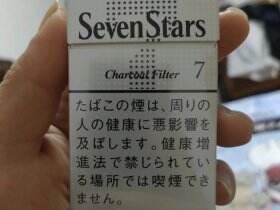 SevenStars
Charcoal Filter 7
たばこの煙は、周りの
人の健康に悪影響を
及ぼします。健康増
進法で禁じられてい
る場所では喫煙でき
ません。